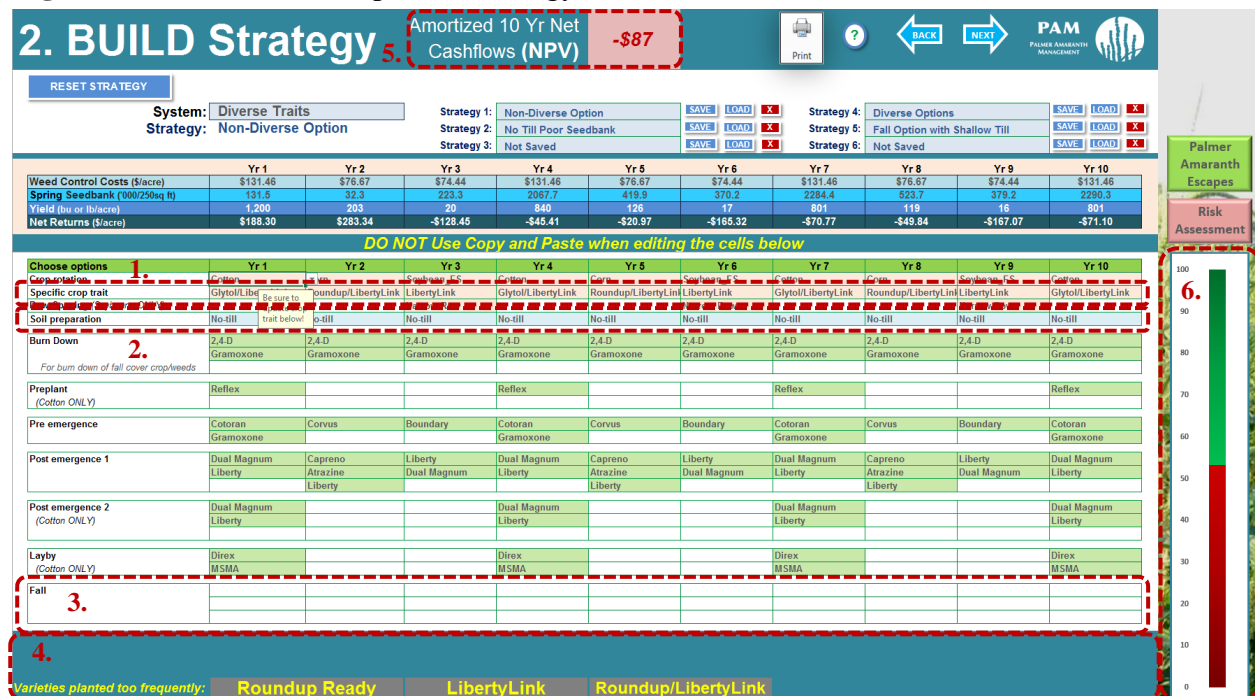 2. BUILD Strategy
5.
Amortized 10 Yr Net
Cashflows (NPV)
-$87
Print
?
BACK
NEXT
PAM
PALMER AMARANTH
MANAGEMENT
RESET STRATEGY
System: Diverse Traits
Strategy: Non-Diverse Option
Strategy 1: Non-Diverse Option SAVE LOAD X
Strategy 2: No Till Poor Seedbank SAVE LOAD X
Strategy 3: Not Saved SAVE LOAD X
Strategy 4: Diverse Options SAVE LOAD X
Strategy 5: Fall Option with Shallow Till SAVE LOAD X
Strategy 6: Not Saved SAVE LOAD X
Palmer
Amaranth
Escapes
Risk
Assessment
Yr 1 Yr 2 Yr 3 Yr 4 Yr 5 Yr 6 Yr 7 Yr 8 Yr 9 Yr 10
Weed Control Costs ($/acre) $131.46 $76.67 $74.44 $131.46 $76.67 $74.44 $131.46 $76.67 $74.44 $131.46
Spring Seedbank ('000/250sq ft) 131.5 32.3 223.3 2067.7 419.9 370.2 2284.4 523.7 379.2 2290.3
Yield (bu or lb/acre) 1,200 203 20 840 126 17 801 119 16 801
Net Returns ($/acre) $188.30 $283.34 -$128.45 -$45.41 -$20.97 -$165.32 -$70.77 -$49.84 -$167.07 -$71.10
DO NOT Use Copy and Paste when editing the cells below
Choose options Yr 1 Yr 2 Yr 3 Yr 4 Yr 5 Yr 6 Yr 7 Yr 8 Yr 9 Yr 10
1.
Crop rotation Cotton Soybean ES Cotton Corn Soybean ES Cotton Corn Soybean ES Cotton
Specific crop trait Glytol/Libe oundup/LibertyLink LibertyLink Glytol/LibertyLink Roundup/LibertyLink LibertyLink Glytol/LibertyLink Roundup/LibertyLink LibertyLink Glytol/LibertyLink
Be sure to
trait below!
Soil preparation No-till o-till No-till No-till No-till No-till No-till No-till No-till No-till
2.
Burn Down 2,4-D 2,4-D 2,4-D 2,4-D 2,4-D 2,4-D 2,4-D 2,4-D 2,4-D 2,4-D
Gramoxone Gramoxone Gramoxone Gramoxone Gramoxone Gramoxone Gramoxone Gramoxone Gramoxone Gramoxone
For burn down of fall cover crop/weeds
Preplant Reflex Reflex Reflex Reflex
(Cotton ONLY)
Pre emergence Cotoran Corvus Boundary Cotoran Corvus Boundary Cotoran Corvus Boundary Cotoran
Gramoxone Gramoxone Gramoxone Gramoxone
Post emergence 1 Dual Magnum Capreno Liberty Dual Magnum Capreno Liberty Dual Magnum Capreno Liberty Dual Magnum
Liberty Atrazine Dual Magnum Liberty Atrazine Dual Magnum Liberty Atrazine Dual Magnum Liberty
Liberty Liberty Liberty
Post emergence 2 Dual Magnum Dual Magnum Dual Magnum Dual Magnum
(Cotton ONLY) Liberty Liberty Liberty Liberty
Layby Direx Direx Direx Direx
(Cotton ONLY) MSMA MSMA MSMA MSMA
Fall
3.
4.
Varieties planted too frequently: Roundup Ready LibertyLink Roundup/LibertyLink
6.
100
90
80
70
60
50
40
30
20
10
0